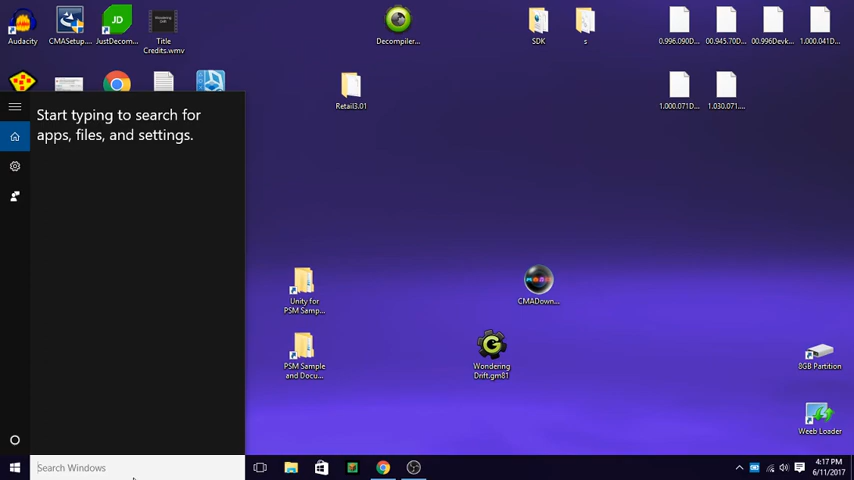 Audacity
CMASetup...
JustDecom...
Title
Credits.wmv
Decompiler...
SDK
s
0.996.090D...
00.945.70D...
00.996Devk...
1.000.041D...
Retail3.01
1.000.071D...
1.030.071....
Start typing to search for
apps, files, and settings.
Unity for
PSM Samp...
CMADown...
PSM Sample
and Docu...
Wondering
Drift.gm81
8GB Partition
Weeb Loader
Search Windows
4:17 PM
6/11/2017